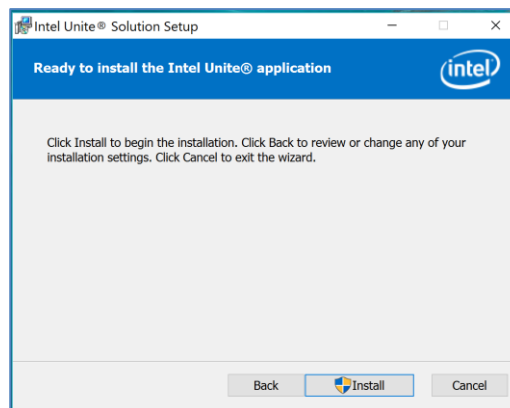 Intel Unite® Solution Setup
Ready to install the Intel Unite® application
intel
Click Install to begin the installation. Click Back to review or change any of your
installation settings. Click Cancel to exit the wizard.
Back Install Cancel